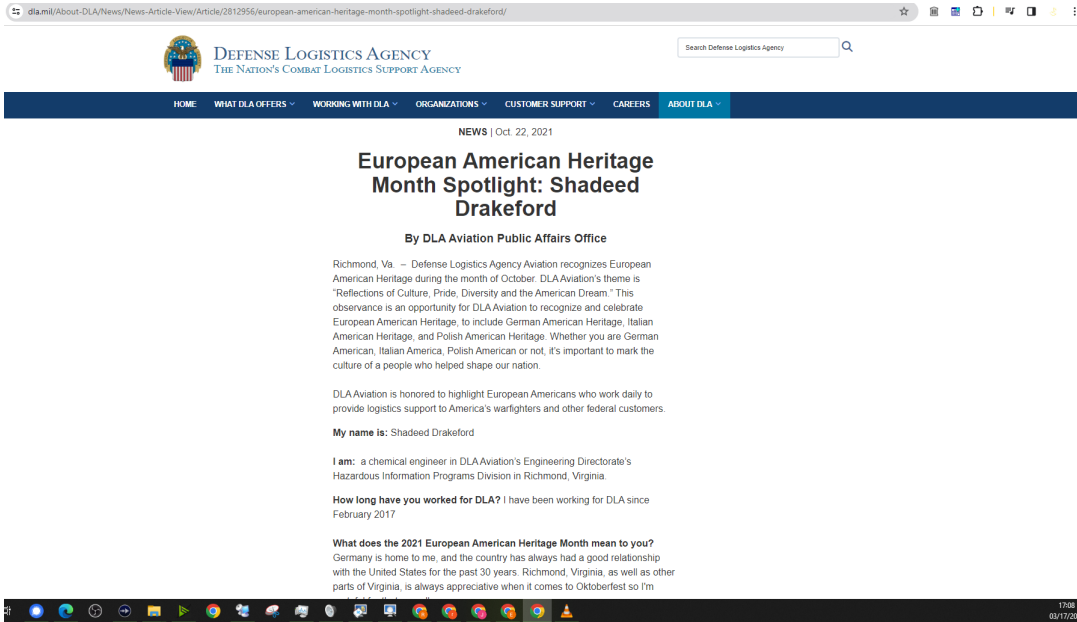 dla.mil/About-DLA/News/News-Article-View/Article/2812956/european-american-heritage-month-spotlight-shadeed-drakeford/
DEFENSE LOGISTICS AGENCY
THE NATION'S COMBAT LOGISTICS SUPPORT AGENCY
Search Defense Logistics Agency
HOME WHAT DLA OFFERS WORKING WITH DLA ORGANIZATIONS CUSTOMER SUPPORT CAREERS ABOUT DLA
NEWS | Oct. 22, 2021
European American Heritage
Month Spotlight: Shadeed
Drakeford
By DLA Aviation Public Affairs Office
Richmond, Va. – Defense Logistics Agency Aviation recognizes European
American Heritage during the month of October. DLA Aviation's theme is
“Reflections of Culture, Pride, Diversity and the American Dream.” This
observance is an opportunity for DLA Aviation to recognize and celebrate
European American Heritage, to include German American Heritage, Italian
American Heritage, and Polish American Heritage. Whether you are German
American, Italian America, Polish American or not, it's important to mark the
culture of a people who helped shape our nation.
DLA Aviation is honored to highlight European Americans who work daily to
provide logistics support to America's warfighters and other federal customers.
My name is: Shadeed Drakeford
I am: a chemical engineer in DLA Aviation's Engineering Directorate's
Hazardous Information Programs Division in Richmond, Virginia.
How long have you worked for DLA? I have been working for DLA since
February 2017
What does the 2021 European American Heritage Month mean to you?
Germany is home to me, and the country has always had a good relationship
with the United States for the past 30 years. Richmond, Virginia, as well as other
parts of Virginia, is always appreciative when it comes to Oktoberfest so I'm
17:08
03/17/20